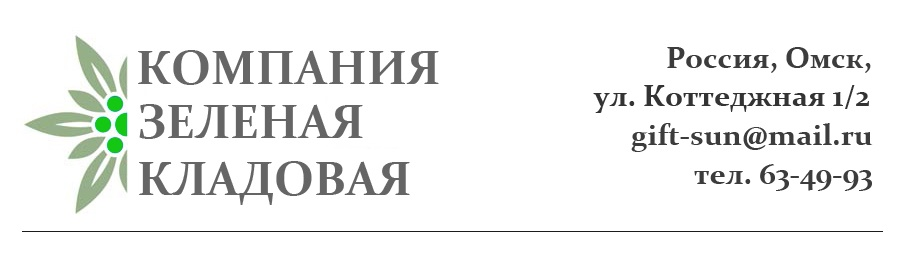 КОМПАНИЯ
ЗЕЛЕНАЯ
КЛАДОВАЯ
Россия, Омск,
ул. Коттеджная 1/2
gift-sun@mail.ru
тел. 63-49-93